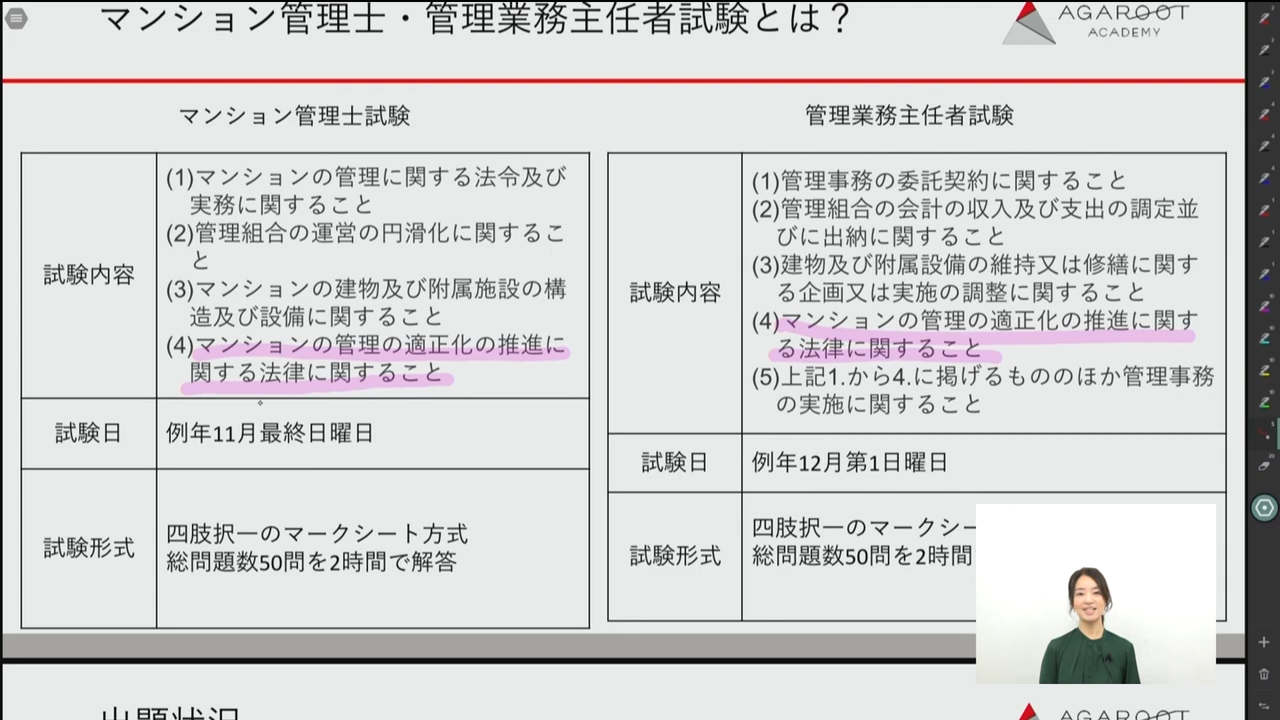 マンション管理士・管理業務主任者試験とは？
AGAROOT
ACADEMY
マンション管理士試験
試験内容
(1)マンションの管理に関する法令及び
実務に関すること
(2)管理組合の運営の円滑化に関するこ
と
(3)マンションの建物及び附属施設の構
造及び設備に関すること
(4)マンションの管理の適正化の推進に
関する法律に関すること
試験日
例年11月最終日曜日
試験形式
四肢択一のマークシート方式
総問題数50問を2時間で解答
管理業務主任者試験
試験内容
(1)管理事務の委託契約に関すること
(2)管理組合の会計の収入及び支出の調定並
びに出納に関すること
(3)建物及び附属設備の維持又は修繕に関す
る企画又は実施の調整に関すること
(4)マンションの管理の適正化の推進に関す
る法律に関すること
(5)上記1.から4.に掲げるもののほか管理事務
の実施に関すること
試験日
例年12月第1日曜日
試験形式
四肢択一のマークシー
総問題数50問を2時間
出題状況
AGAROOT